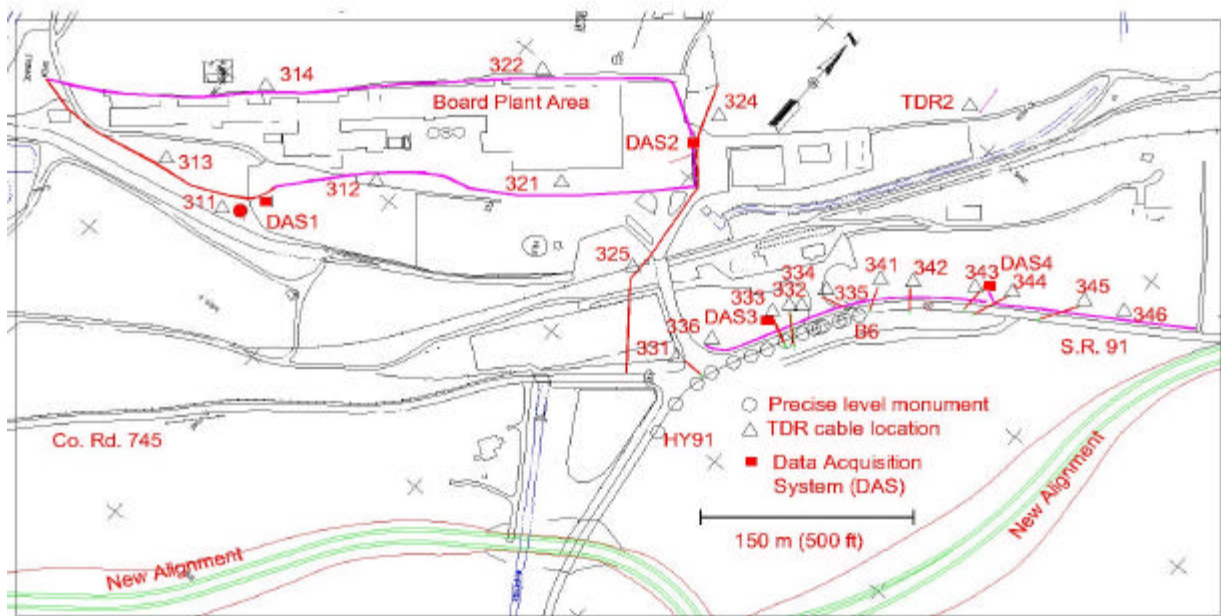 322
314
Board Plant Area
324
TDR2
DAS2
313
312
321
311
DAS1
325
334
341
342
343
DAS4
333
332
335
344
345
336
DAS3
B6
346
331
S.R. 91
Precise level monument
TDR cable location
Co. Rd. 745
HY91
Data Acquisition
System (DAS)
150 m (500 ft)
New Alignment
New Alignment